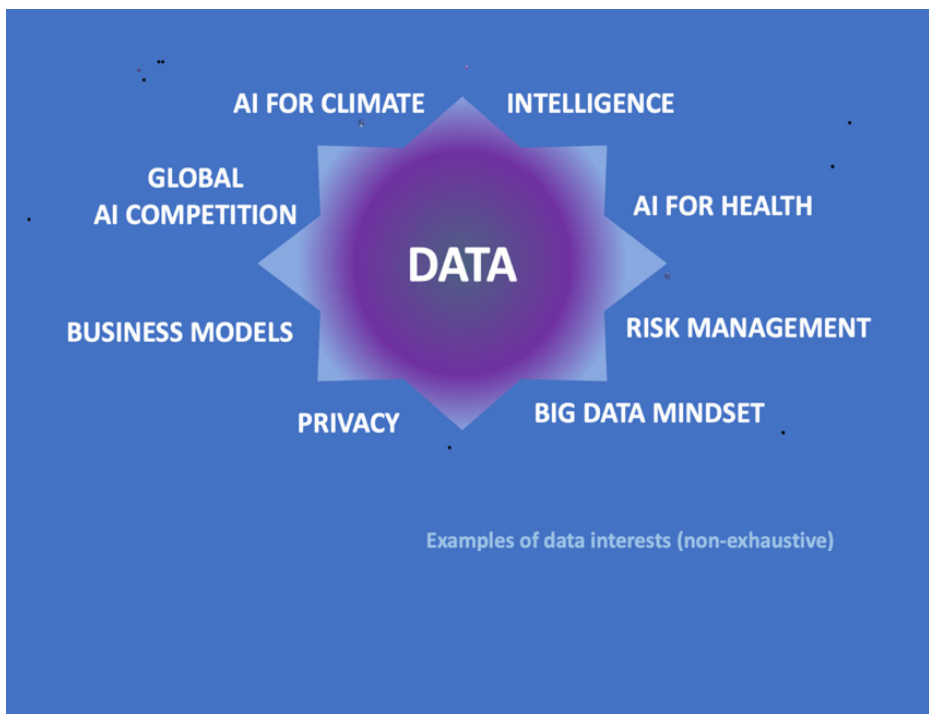 AI FOR CLIMATE
INTELLIGENCE
GLOBAL
AI COMPETITION
AI FOR HEALTH
DATA
BUSINESS MODELS
RISK MANAGEMENT
PRIVACY
BIG DATA MINDSET
Examples of data interests (non-exhaustive)